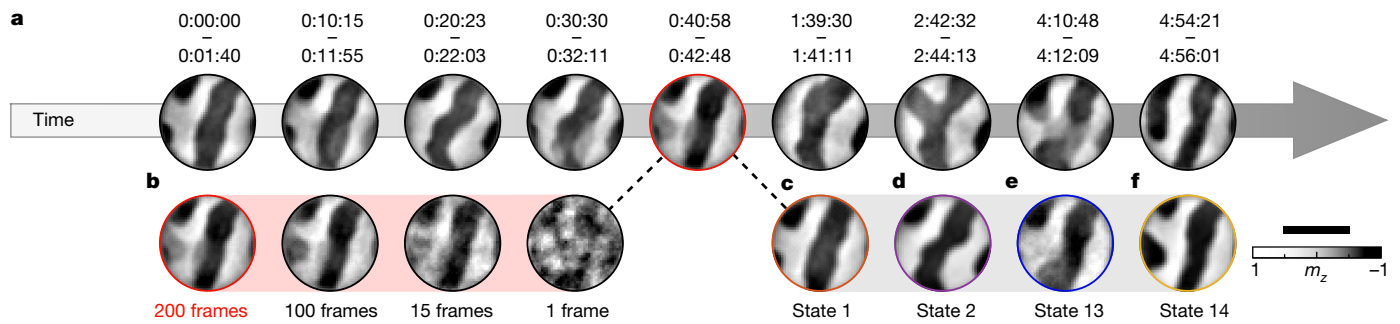 a
0:00:00 0:10:15 0:20:23 0:30:30 0:40:58 1:39:30 2:42:32 4:10:48 4:54:21
– – – – – – – – –
0:01:40 0:11:55 0:22:03 0:32:11 0:42:48 1:41:11 2:44:13 4:12:09 4:56:01
Time
b c d e f
1 m_z −1
200 frames 100 frames 15 frames 1 frame State 1 State 2 State 13 State 14